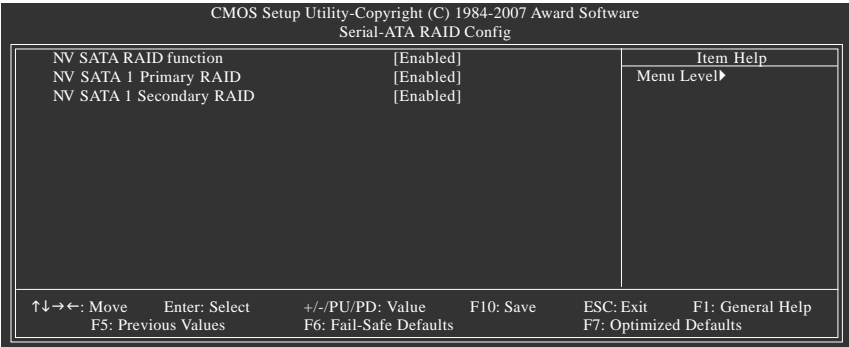 CMOS Setup Utility-Copyright (C) 1984-2007 Award Software
Serial-ATA RAID Config
NV SATA RAID function [Enabled] Item Help
NV SATA 1 Primary RAID [Enabled] Menu Level▶
NV SATA 1 Secondary RAID [Enabled]
↑↓→←: Move Enter: Select +/-/PU/PD: Value F10: Save ESC: Exit F1: General Help
F5: Previous Values F6: Fail-Safe Defaults F7: Optimized Defaults